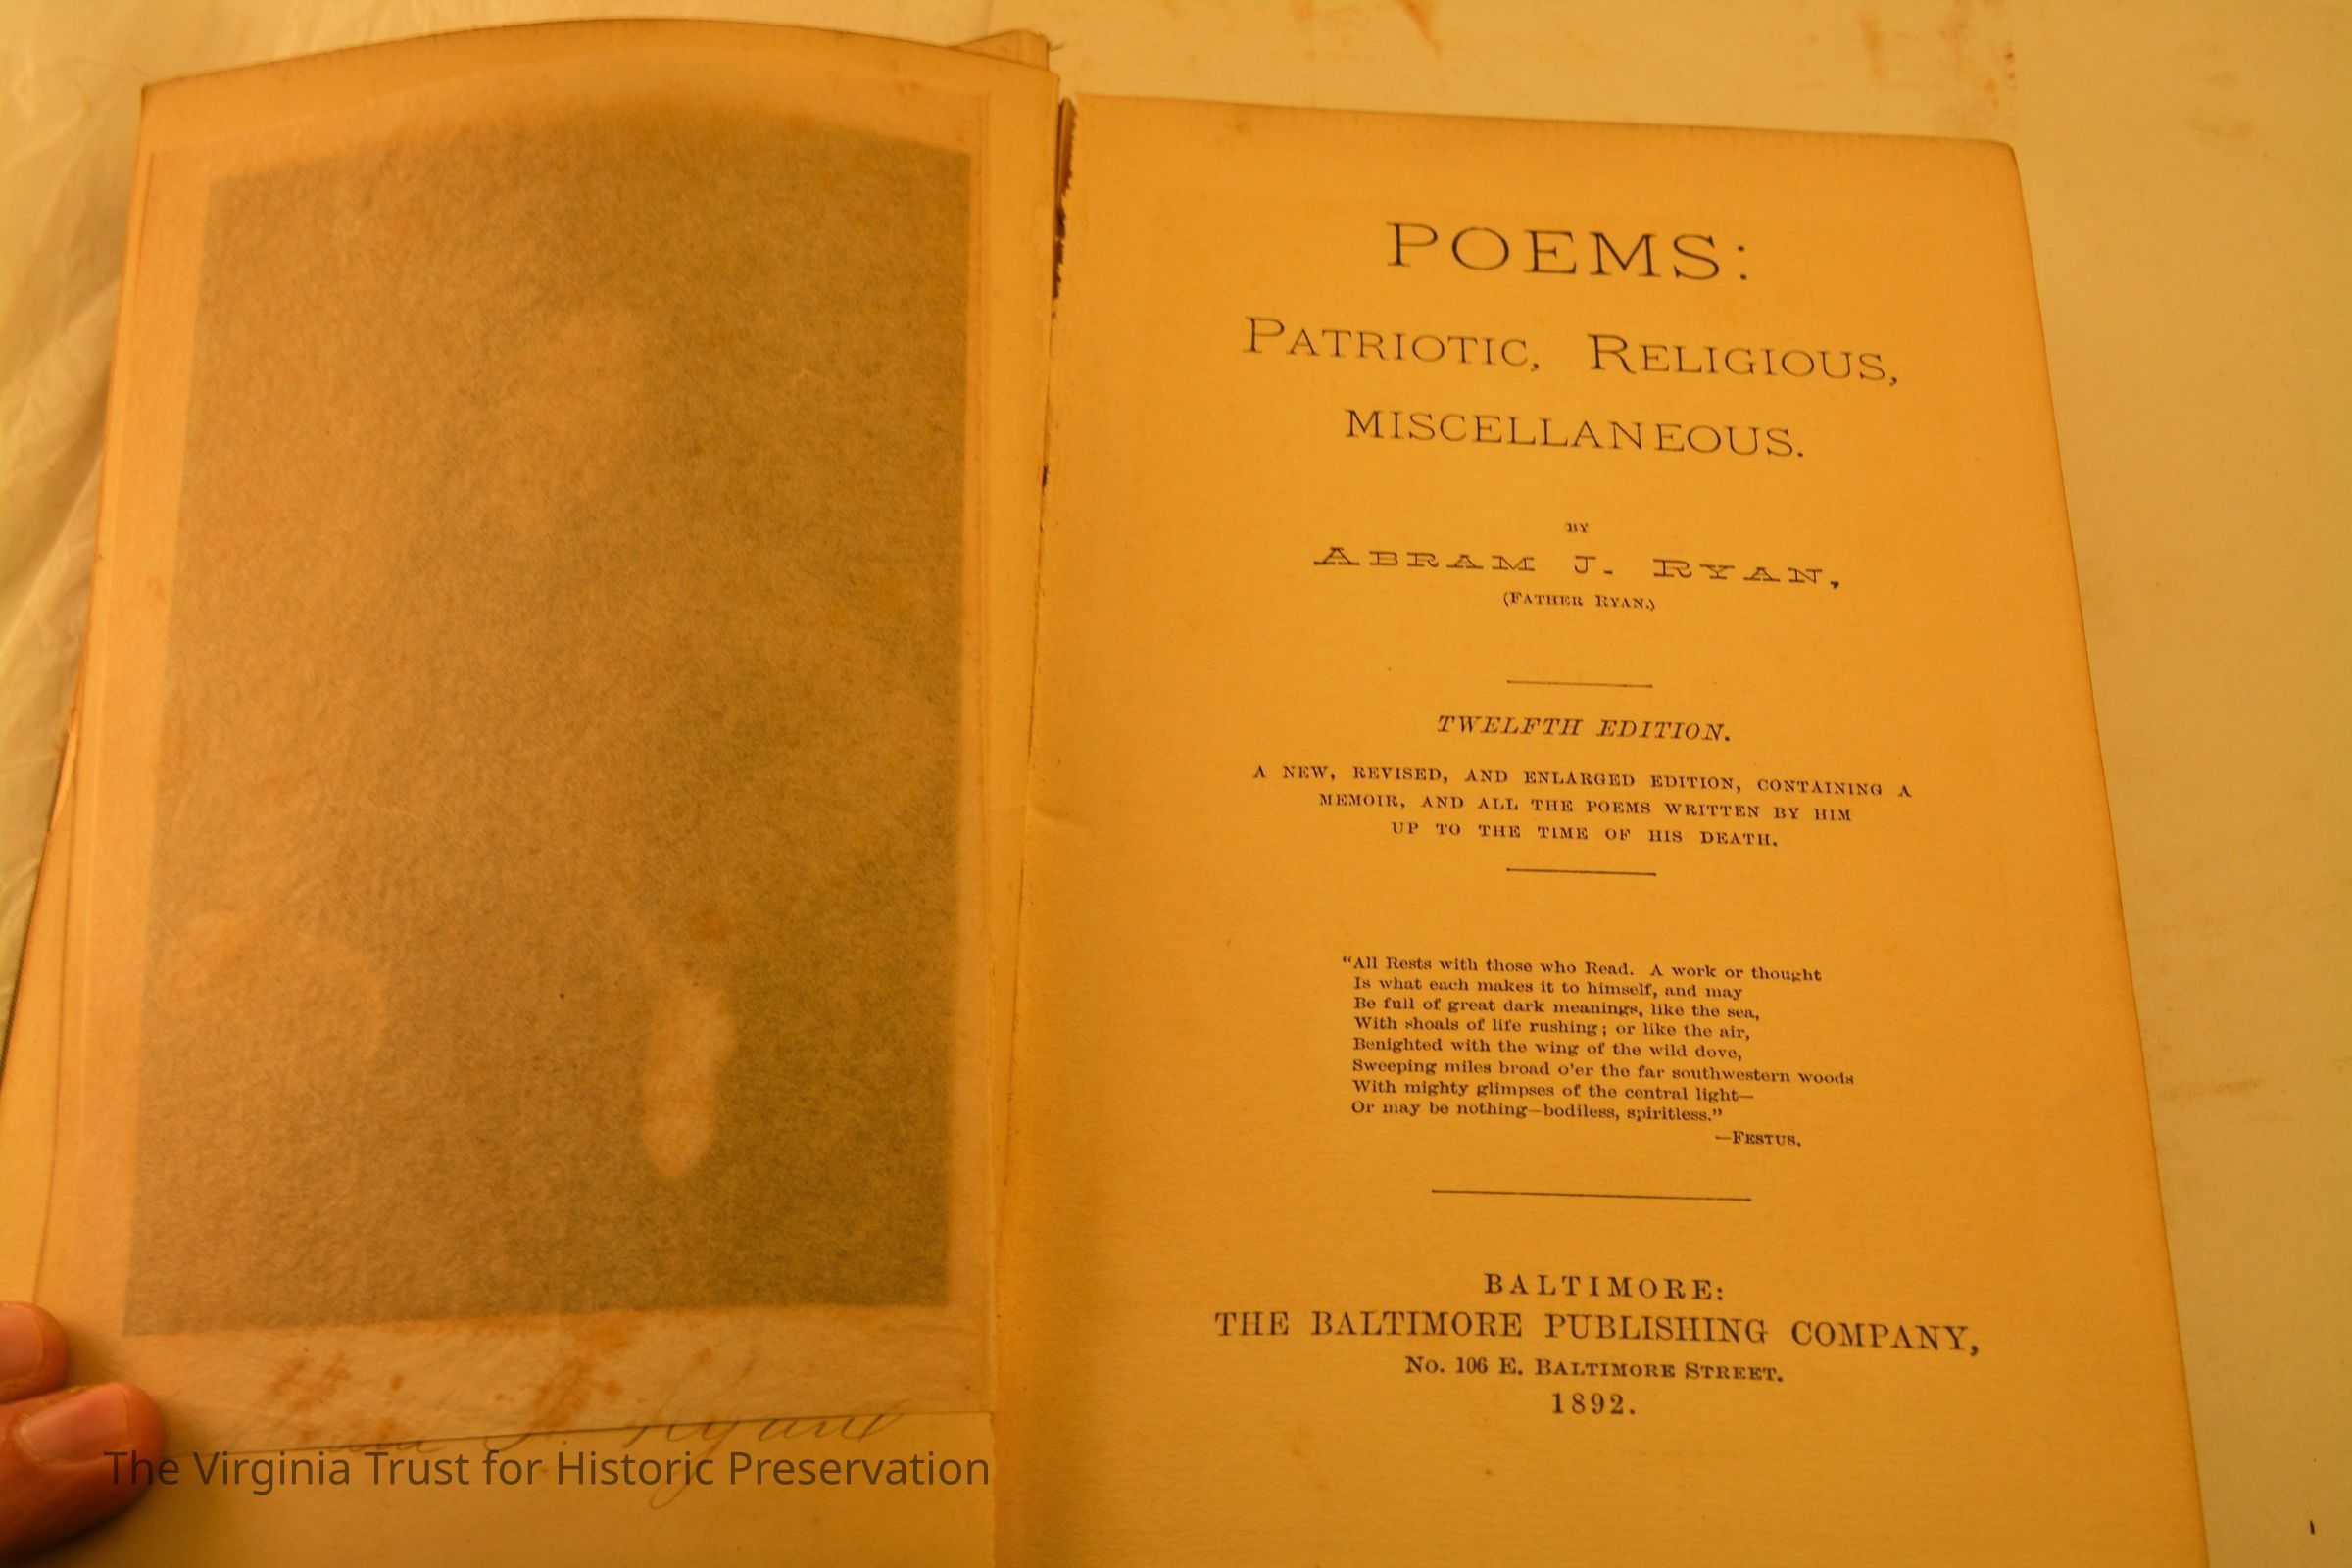 POEMS:
PATRIOTIC, RELIGIOUS,
MISCELLANEOUS.
BY
ABRAM J. RYAN,
(FATHER RYAN.)
TWELFTH EDITION.
A NEW, REVISED, AND ENLARGED EDITION, CONTAINING A
MEMOIR, AND ALL THE POEMS WRITTEN BY HIM
UP TO THE TIME OF HIS DEATH.
"All Rests with those who Read. A work or thought
Is what each makes it to himself, and may
Be full of great dark meanings, like the sea,
With shoals of life rushing; or like the air,
Benighted with the wing of the wild dove,
Sweeping miles broad o'er the far southwestern woods
With mighty glimpses of the central light—
Or may be nothing—bodiless, spiritless."
—FESTUS.
BALTIMORE:
THE BALTIMORE PUBLISHING COMPANY,
No. 106 E. BALTIMORE STREET.
1892.
The Virginia Trust for Historic Preservation